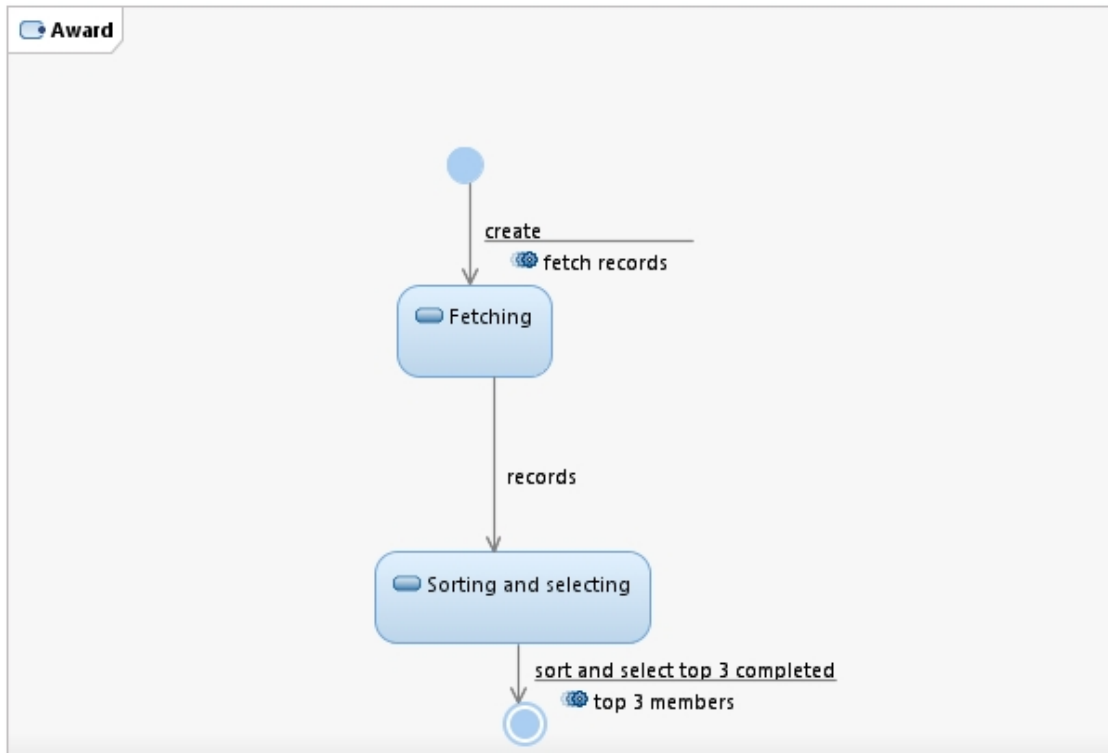 Award
create
fetch records
Fetching
records
Sorting and selecting
sort and select top 3 completed
top 3 members